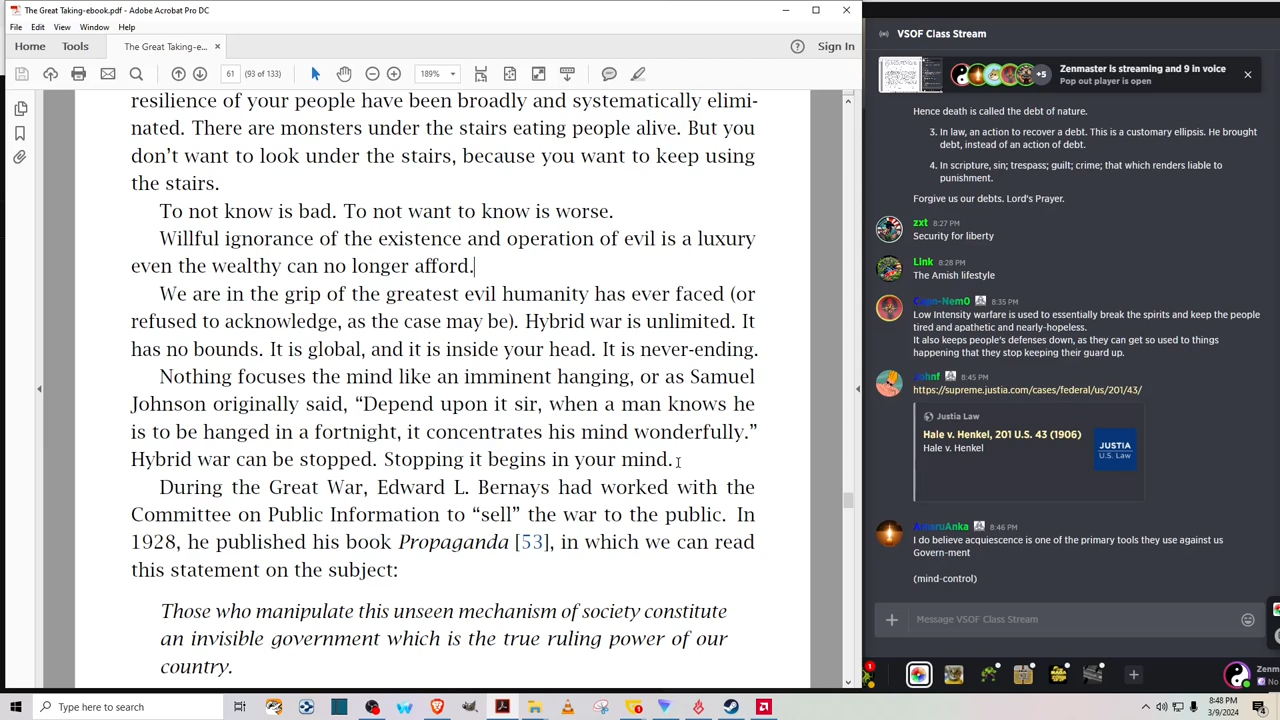 The Great Taking-ebook.pdf - Adobe Acrobat Pro DC
File Edit View Window Help
Home Tools The Great Taking-e... × Sign In
(93 of 133) 189%
resilience of your people have been broadly and systematically elimi-
nated. There are monsters under the stairs eating people alive. But you
don’t want to look under the stairs, because you want to keep using
the stairs.
To not know is bad. To not want to know is worse.
Willful ignorance of the existence and operation of evil is a luxury
even the wealthy can no longer afford.
We are in the grip of the greatest evil humanity has ever faced (or
refused to acknowledge, as the case may be). Hybrid war is unlimited. It
has no bounds. It is global, and it is inside your head. It is never-ending.
Nothing focuses the mind like an imminent hanging, or as Samuel
Johnson originally said, “Depend upon it sir, when a man knows he
is to be hanged in a fortnight, it concentrates his mind wonderfully.”
Hybrid war can be stopped. Stopping it begins in your mind.
During the Great War, Edward L. Bernays had worked with the
Committee on Public Information to “sell” the war to the public. In
1928, he published his book Propaganda [53], in which we can read
this statement on the subject:
Those who manipulate this unseen mechanism of society constitute
an invisible government which is the true ruling power of our
country.
VSOF Class Stream
Zenmaster is streaming and 9 in voice
Pop out player is open
+5
Hence death is called the debt of nature.
3. In law, an action to recover a debt. This is a customary ellipsis. He brought
debt, instead of an action of debt.
4. In scripture, sin; trespass; guilt; crime; that which renders liable to
punishment.
Forgive us our debts. Lord's Prayer.
zxt 8:27 PM
Security for liberty
Link 8:28 PM
The Amish lifestyle
8:35 PM
Low Intensity warfare is used to essentially break the spirits and keep the people
tired and apathetic and nearly-hopeless.
It also keeps people's defenses down, as they can get so used to things
happening that they stop keeping their guard up.
Johnf 8:45 PM
https://supreme.justia.com/cases/federal/us/201/43/
Justia Law
Hale v. Henkel, 201 U.S. 43 (1906)
Hale v. Henkel
JUSTIA
U.S. Law
8:46 PM
I do believe acquiescence is one of the primary tools they use against us
Govern-ment
(mind-control)
Message VSOF Class Stream
1
Zenm
No
Type here to search
8:48 PM
3/9/2024
4